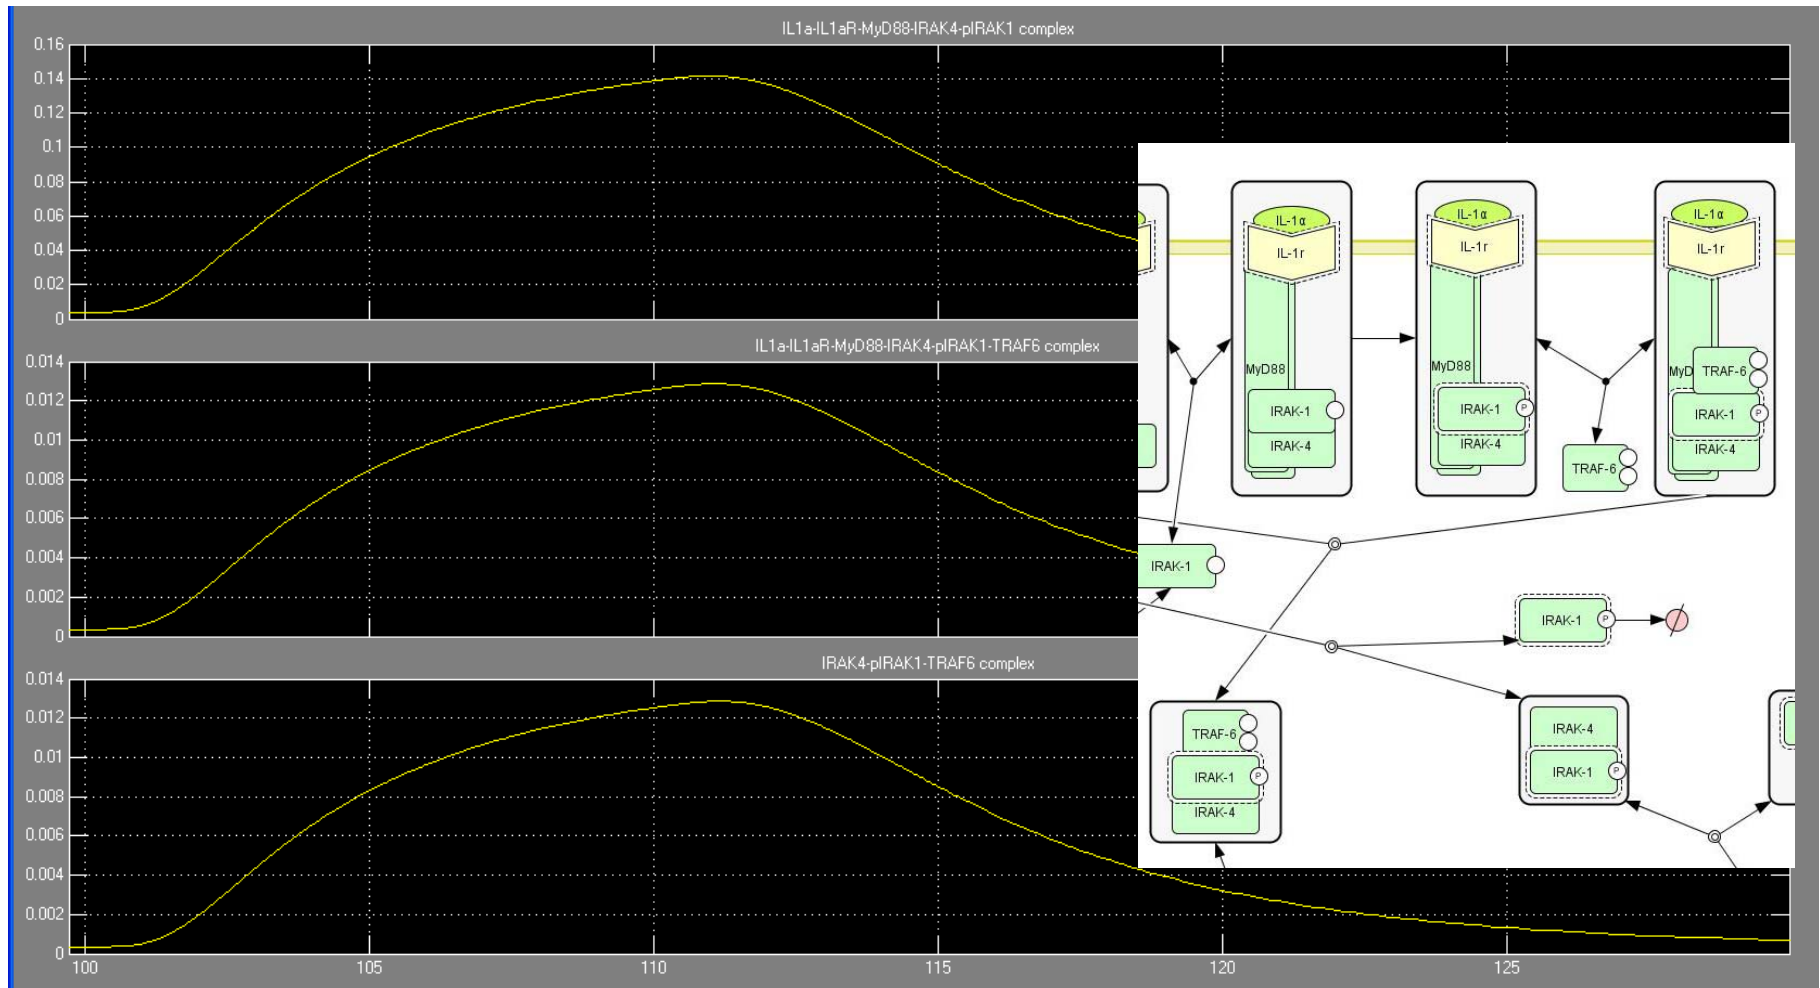 IL1a-IL1aR-MyD88-IRAK4-pIRAK1 complex
0.16
0.14
0.12
0.1
0.08
0.06
0.04
0.02
0
IL1a-IL1aR-MyD88-IRAK4-pIRAK1-TRAF6 complex
0.014
0.012
0.01
0.008
0.006
0.004
0.002
0
IRAK4-pIRAK1-TRAF6 complex
0.014
0.012
0.01
0.008
0.006
0.004
0.002
0
100 105 110 115 120 125
IL-1α
IL-1r
MyD88
IRAK-1
IRAK-4
IL-1α
IL-1r
MyD88
IRAK-1
P
IRAK-4
TRAF-6
IL-1α
IL-1r
MyD
TRAF-6
IRAK-1
P
IRAK-4
IRAK-1
IRAK-1
P
TRAF-6
IRAK-1
P
IRAK-4
IRAK-4
IRAK-1
P